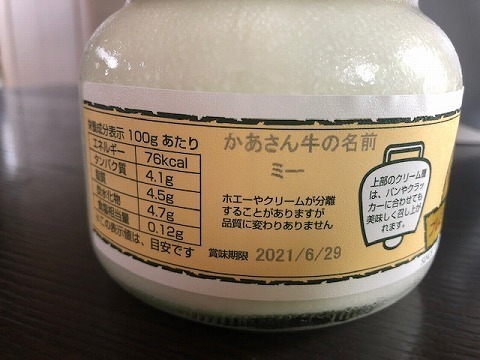 栄養成分表示 100g あたり
エネルギー 76kcal
タンパク質 4.1g
脂質 4.5g
炭水化物 4.7g
食塩相当量 0.12g
この表示値は、目安です
かあさん牛の名前
ミー
ホエーやクリームが分離
することがありますが
品質に変わりありません
賞味期限 2021/6/29
上部のクリーム層
は、パンやクラッ
カーに合わせても
美味しく召し上が
れます。